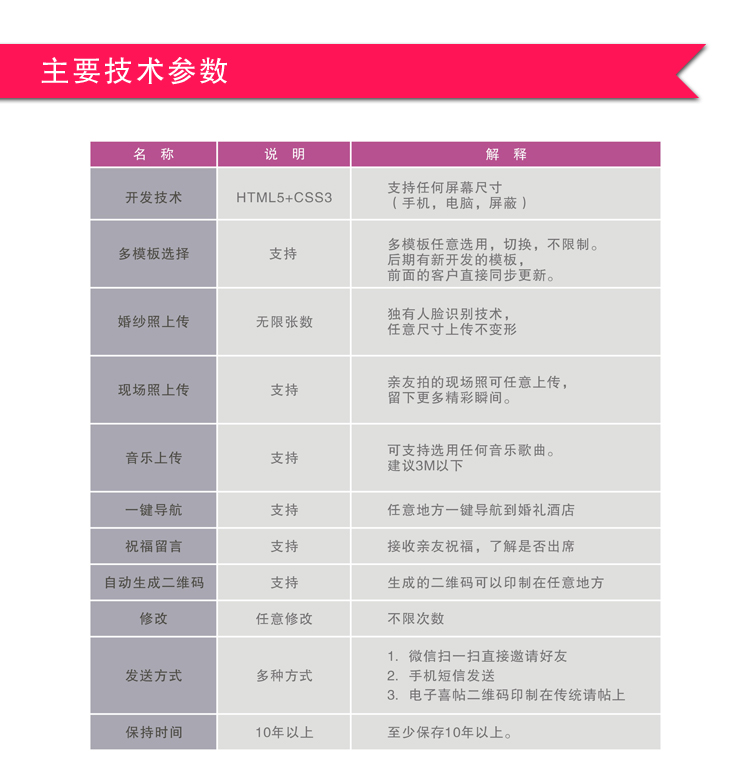 主要技术参数
名 称 说 明 解 释
开发技术 HTML5+CSS3 支持任何屏幕尺寸
（手机，电脑，屏蔽）
多模板选择 支持 多模板任意选用，切换，不限制。
后期有新开发的模板，
前面的客户直接同步更新。
婚纱照上传 无限张数 独有人脸识别技术，
任意尺寸上传不变形
现场照上传 支持 亲友拍的现场照可任意上传，
留下更多精彩瞬间。
音乐上传 支持 可支持选用任何音乐歌曲。
建议3M以下
一键导航 支持 任意地方一键导航到婚礼酒店
祝福留言 支持 接收亲友祝福，了解是否出席
自动生成二维码 支持 生成的二维码可以印制在任意地方
修改 任意修改 不限次数
发送方式 多种方式 1. 微信扫一扫直接邀请好友
2. 手机短信发送
3. 电子喜帖二维码印制在传统请帖上
保持时间 10年以上 至少保存10年以上。